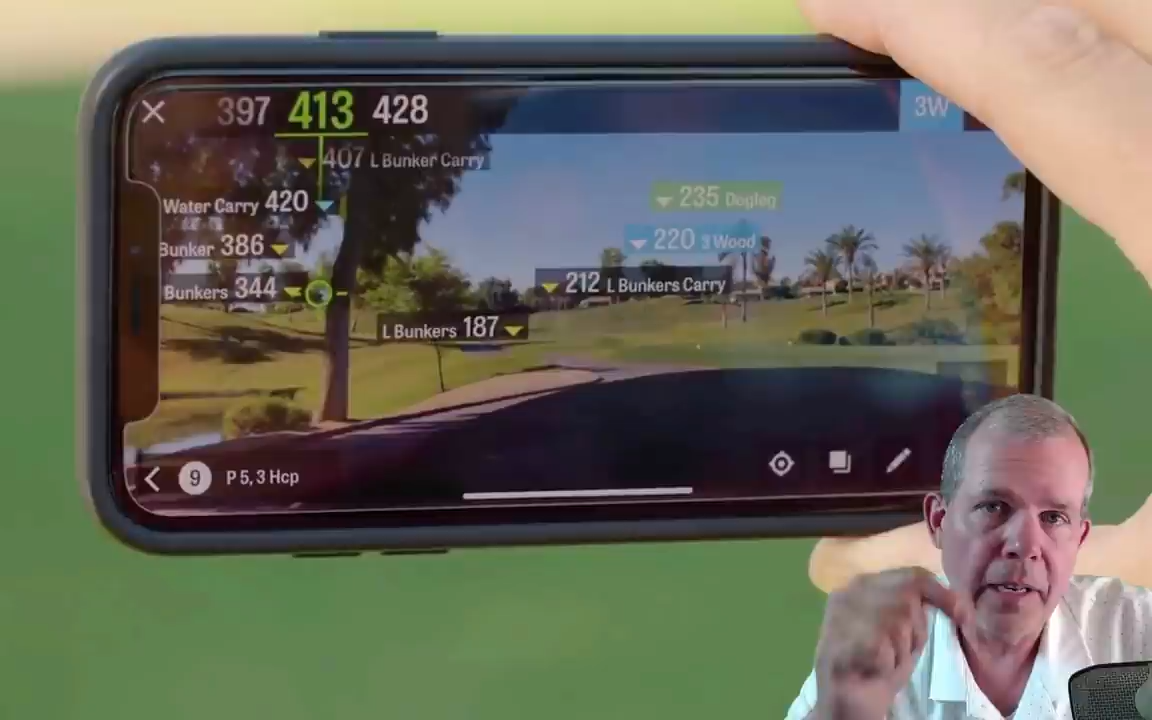 397 413 428
3W
407 L Bunker Carry
Water Carry 420
235 Dogleg
Bunker 386
220 3 Wood
Bunkers 344
212 L Bunkers Carry
L Bunkers 187
9 P 5, 3 Hcp